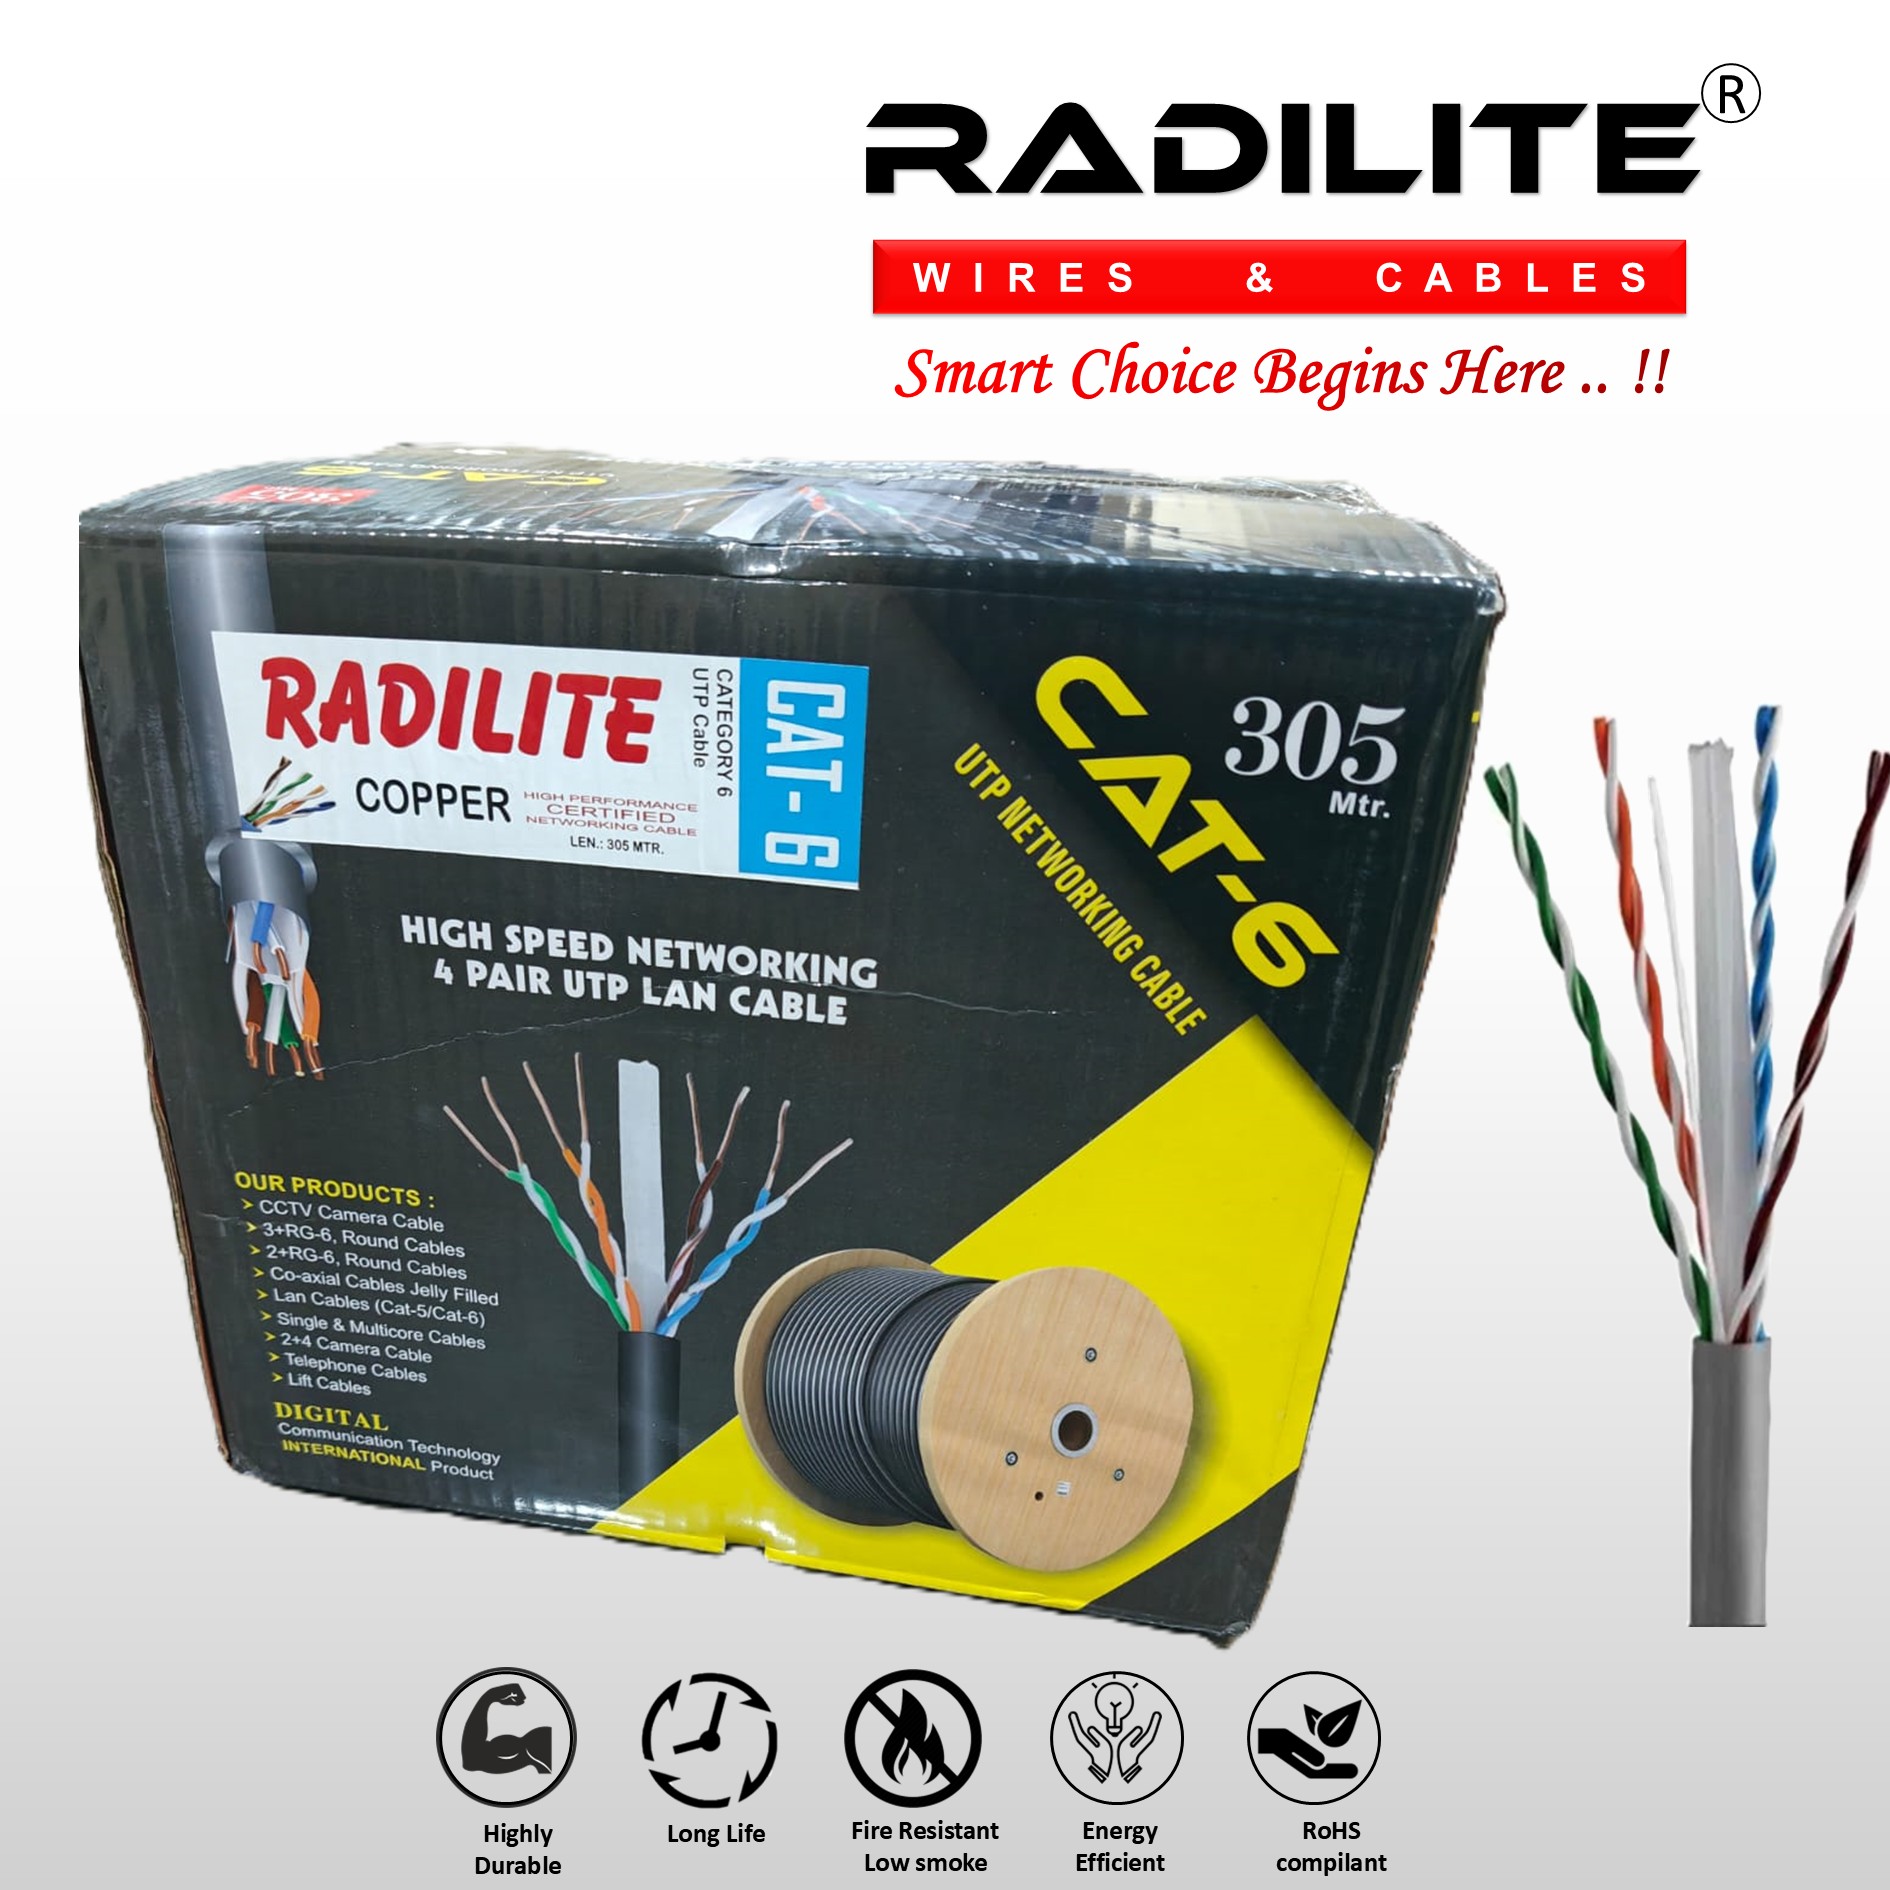 RADILITE®
WIRES & CABLES
Smart Choice Begins Here .. !!
CAT-6
305
RADILITE
COPPER
HIGH PERFORMANCE
CERTIFIED
NETWORKING CABLE
LEN.: 305 MTR.
CATEGORY 6
UTP Cable
CAT-6
305
Mtr.
CAT-6
UTP NETWORKING CABLE
HIGH SPEED NETWORKING
4 PAIR UTP LAN CABLE
OUR PRODUCTS :
CCTV Camera Cable
3+RG-6, Round Cables
2+RG-6, Round Cables
Co-axial Cables Jelly Filled
Lan Cables (Cat-5/Cat-6)
Single & Multicore Cables
2+4 Camera Cable
Telephone Cables
Lift Cables
DIGITAL
Communication Technology
INTERNATIONAL Product
Highly
Durable
Long Life
Fire Resistant
Low smoke
Energy
Efficient
RoHS
compilant